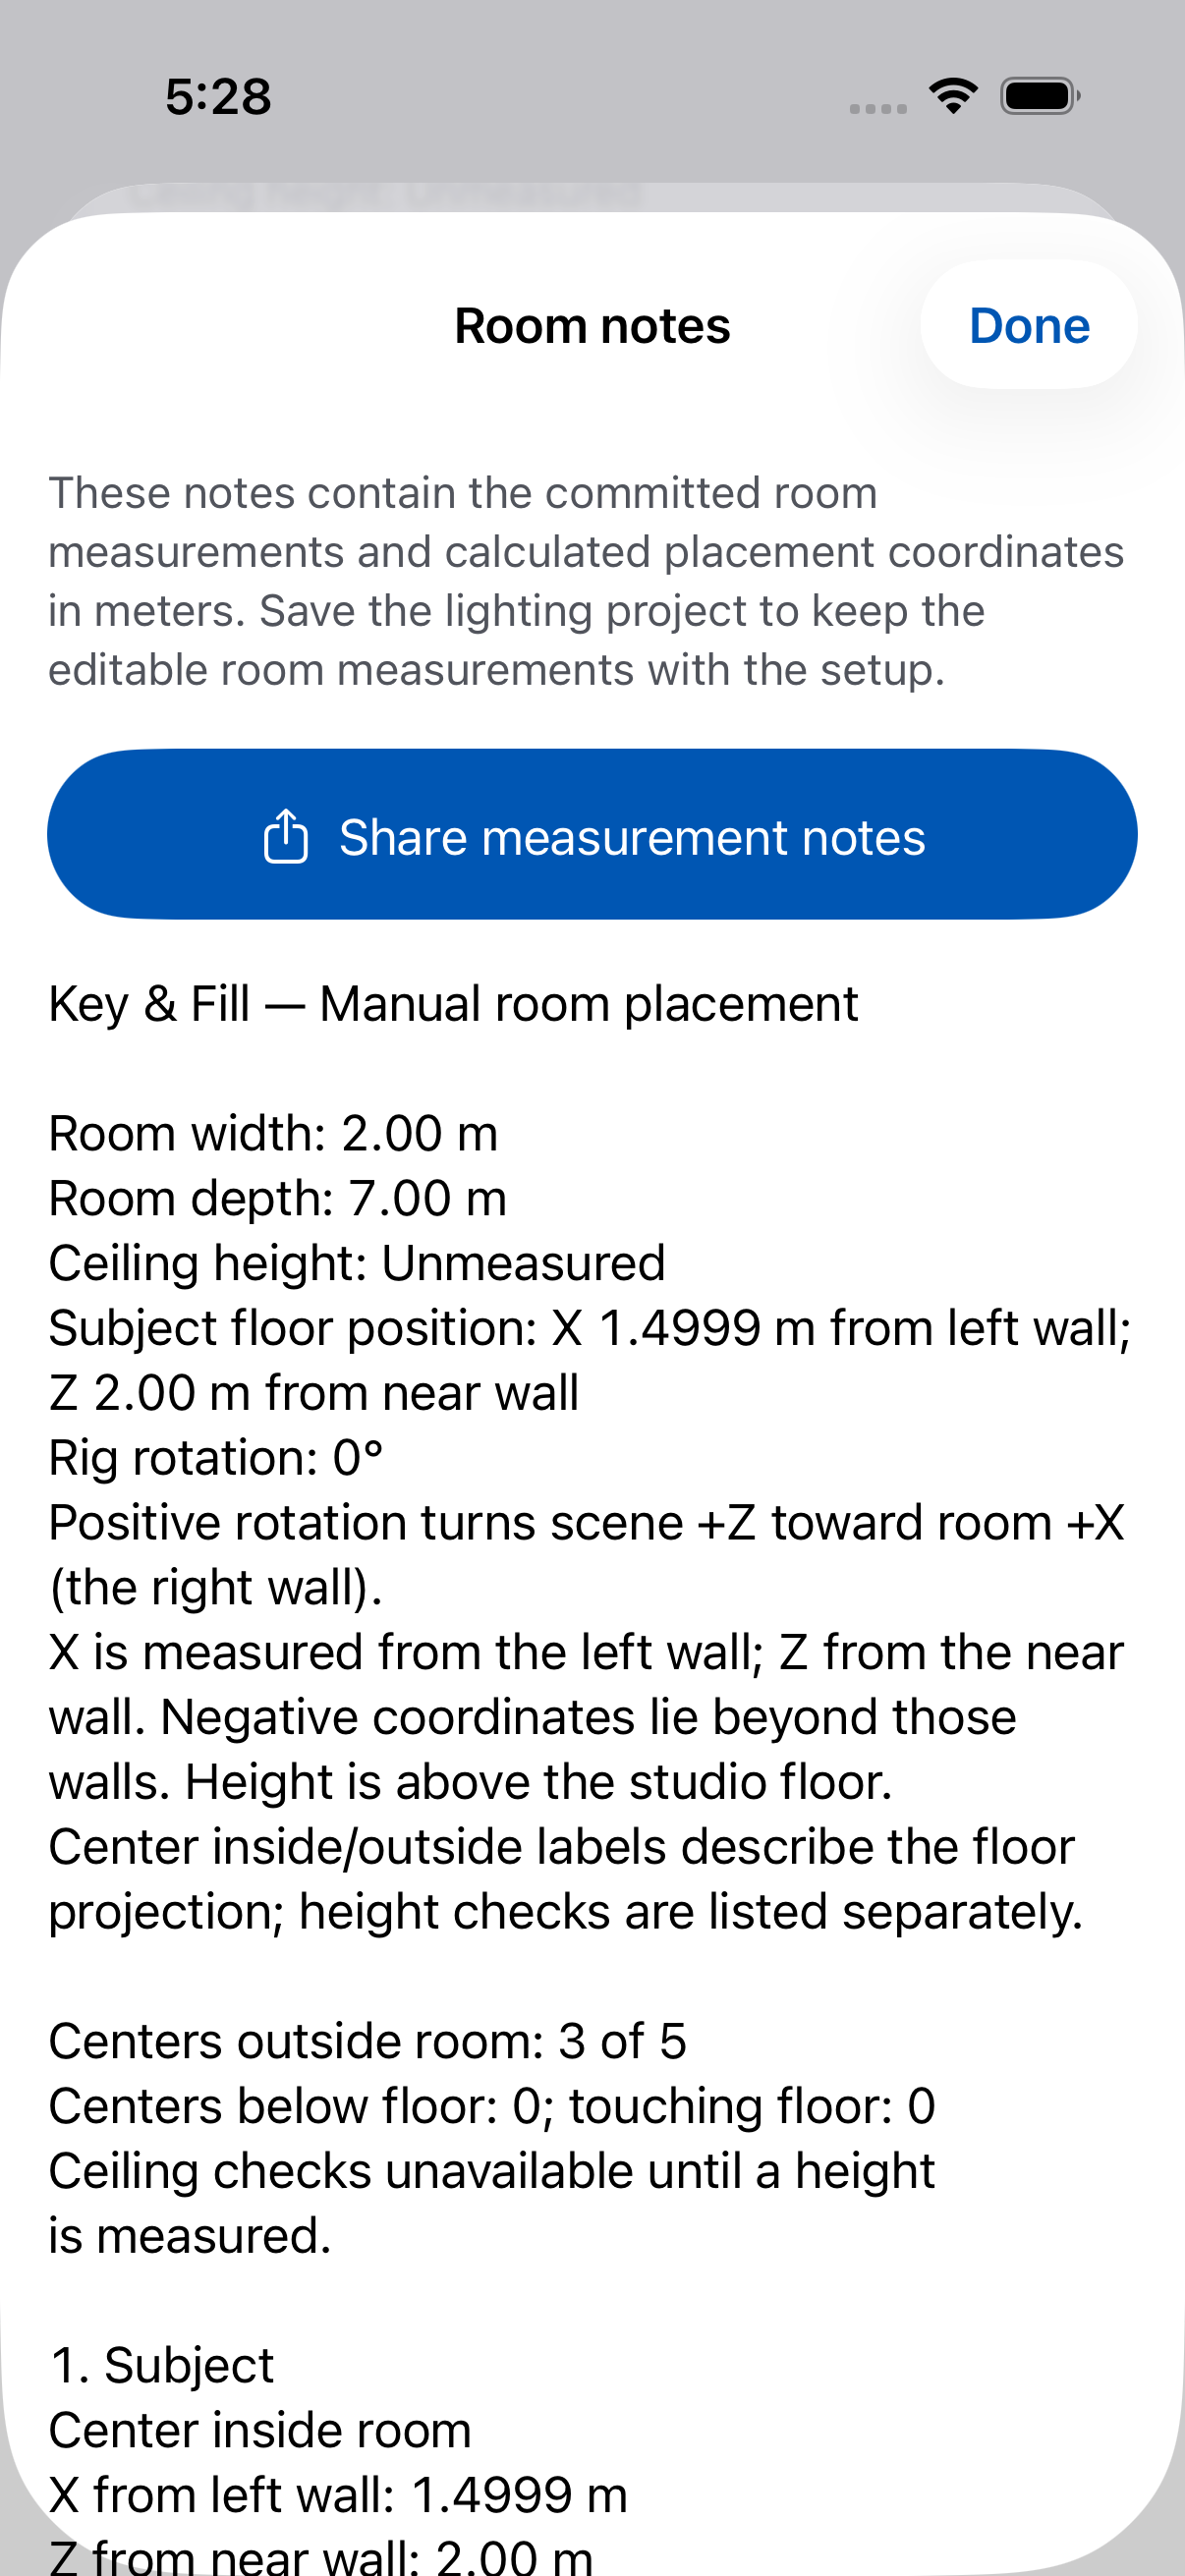 5:28
Ceiling height: Unmeasured
Room notes
Done
These notes contain the committed room
measurements and calculated placement coordinates
in meters. Save the lighting project to keep the
editable room measurements with the setup.
Share measurement notes
Key & Fill — Manual room placement
Room width: 2.00 m
Room depth: 7.00 m
Ceiling height: Unmeasured
Subject floor position: X 1.4999 m from left wall;
Z 2.00 m from near wall
Rig rotation: 0°
Positive rotation turns scene +Z toward room +X
(the right wall).
X is measured from the left wall; Z from the near
wall. Negative coordinates lie beyond those
walls. Height is above the studio floor.
Center inside/outside labels describe the floor
projection; height checks are listed separately.
Centers outside room: 3 of 5
Centers below floor: 0; touching floor: 0
Ceiling checks unavailable until a height
is measured.
1. Subject
Center inside room
X from left wall: 1.4999 m
Z from near wall: 2.00 m